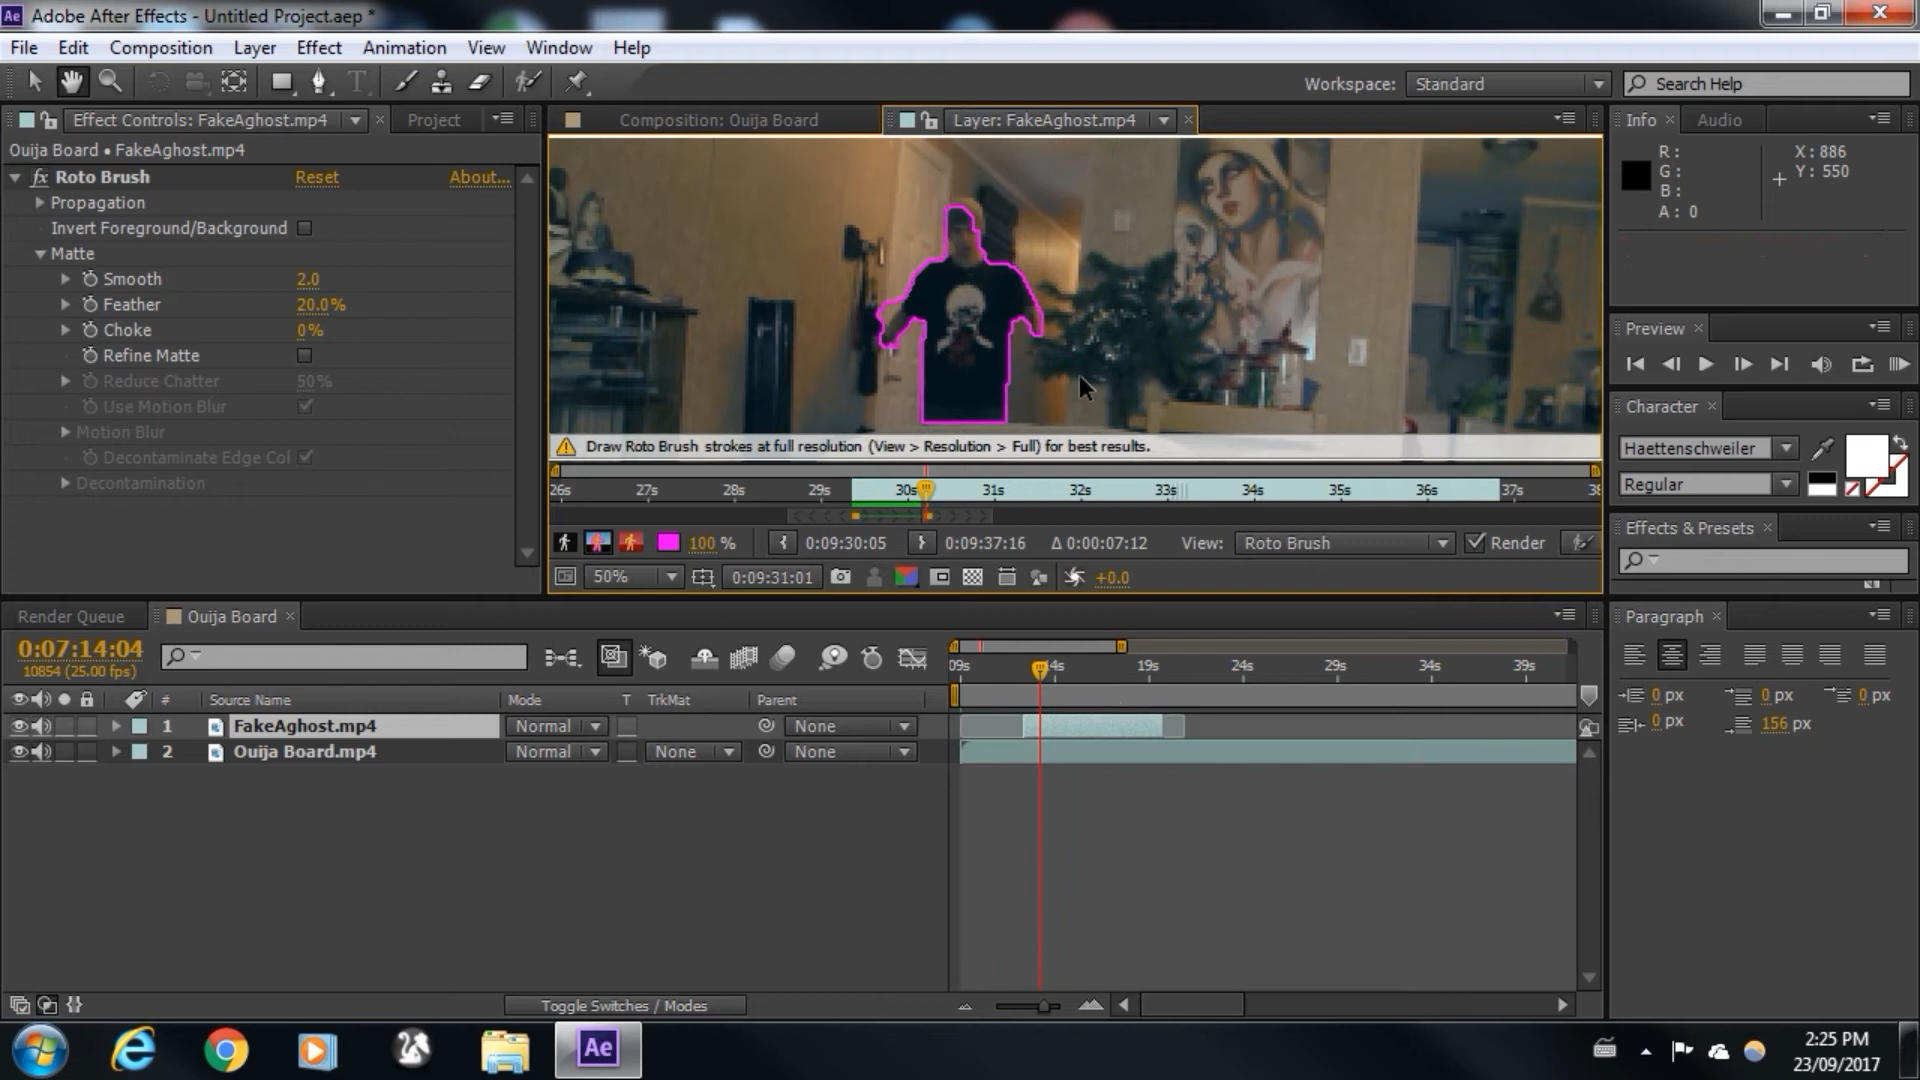 Ae Adobe After Effects - Untitled Project.aep *
File Edit Composition Layer Effect Animation View Window Help
Workspace: Standard Search Help
Effect Controls: FakeAghost.mp4 × Project
Composition: Ouija Board Layer: FakeAghost.mp4 ×
Info × Audio
Ouija Board • FakeAghost.mp4
fx Roto Brush Reset About...
Propagation
Invert Foreground/Background
Matte
Smooth 2.0
Feather 20.0%
Choke 0%
Refine Matte
Reduce Chatter 50%
Use Motion Blur
Motion Blur
Decontaminate Edge Col
Decontamination
Draw Roto Brush strokes at full resolution (View > Resolution > Full) for best results.
26s 27s 28s 29s 30s 31s 32s 33s 34s 35s 36s 37s 38
100 % 0:09:30:05 0:09:37:16 Δ 0:00:07:12 View: Roto Brush Render
50% 0:09:31:01 +0.0
R: X: 886
G: Y: 550
B:
A: 0
Preview ×
Character ×
Haettenschweiler
Regular
Effects & Presets ×
Render Queue Ouija Board ×
0:07:14:04
10854 (25.00 fps)
09s 4s 19s 24s 29s 34s 39s
# Source Name Mode T TrkMat Parent
1 FakeAghost.mp4 Normal None
2 Ouija Board.mp4 Normal None None
Toggle Switches / Modes
Paragraph ×
0 px 0 px 0 px
0 px 156 px
Ae
2:25 PM
23/09/2017